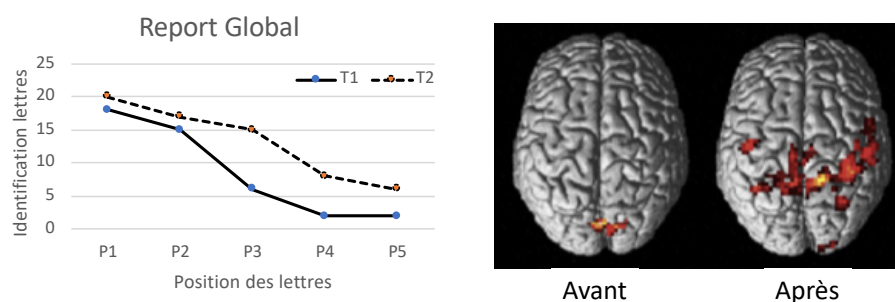 Report Global
25
20
15
10
5
0
T1 T2
Identification lettres
P1 P2 P3 P4 P5
Position des lettres
Avant Après